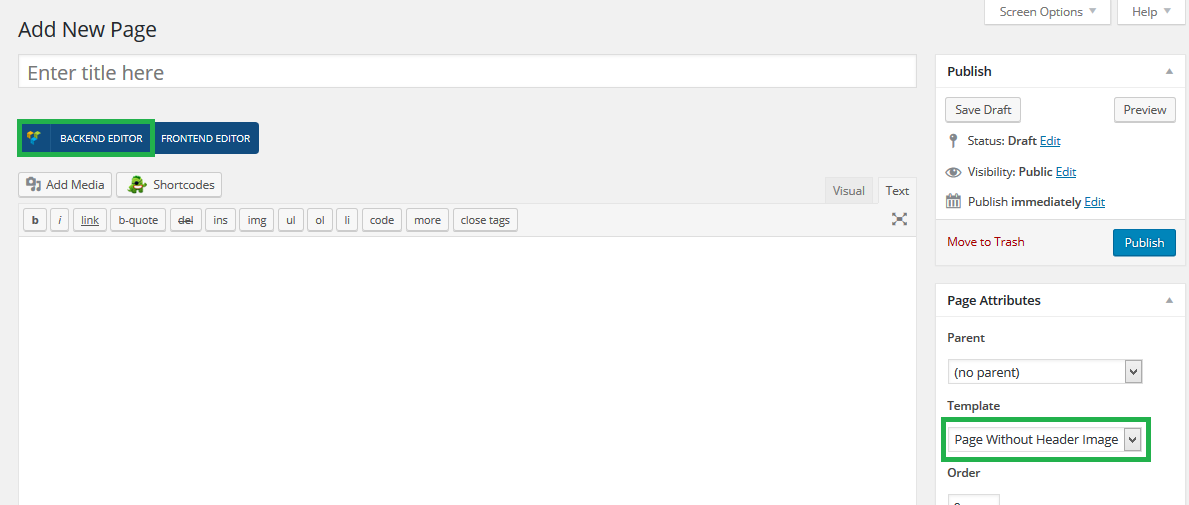 Screen Options
Help
Add New Page
Enter title here
BACKEND EDITOR
FRONTEND EDITOR
Add Media
Shortcodes
Visual
Text
b
i
link
b-quote
del
ins
img
ul
ol
li
code
more
close tags
Publish
Save Draft
Preview
Status: Draft Edit
Visibility: Public Edit
Publish immediately Edit
Move to Trash
Publish
Page Attributes
Parent
(no parent)
Template
Page Without Header Image
Order